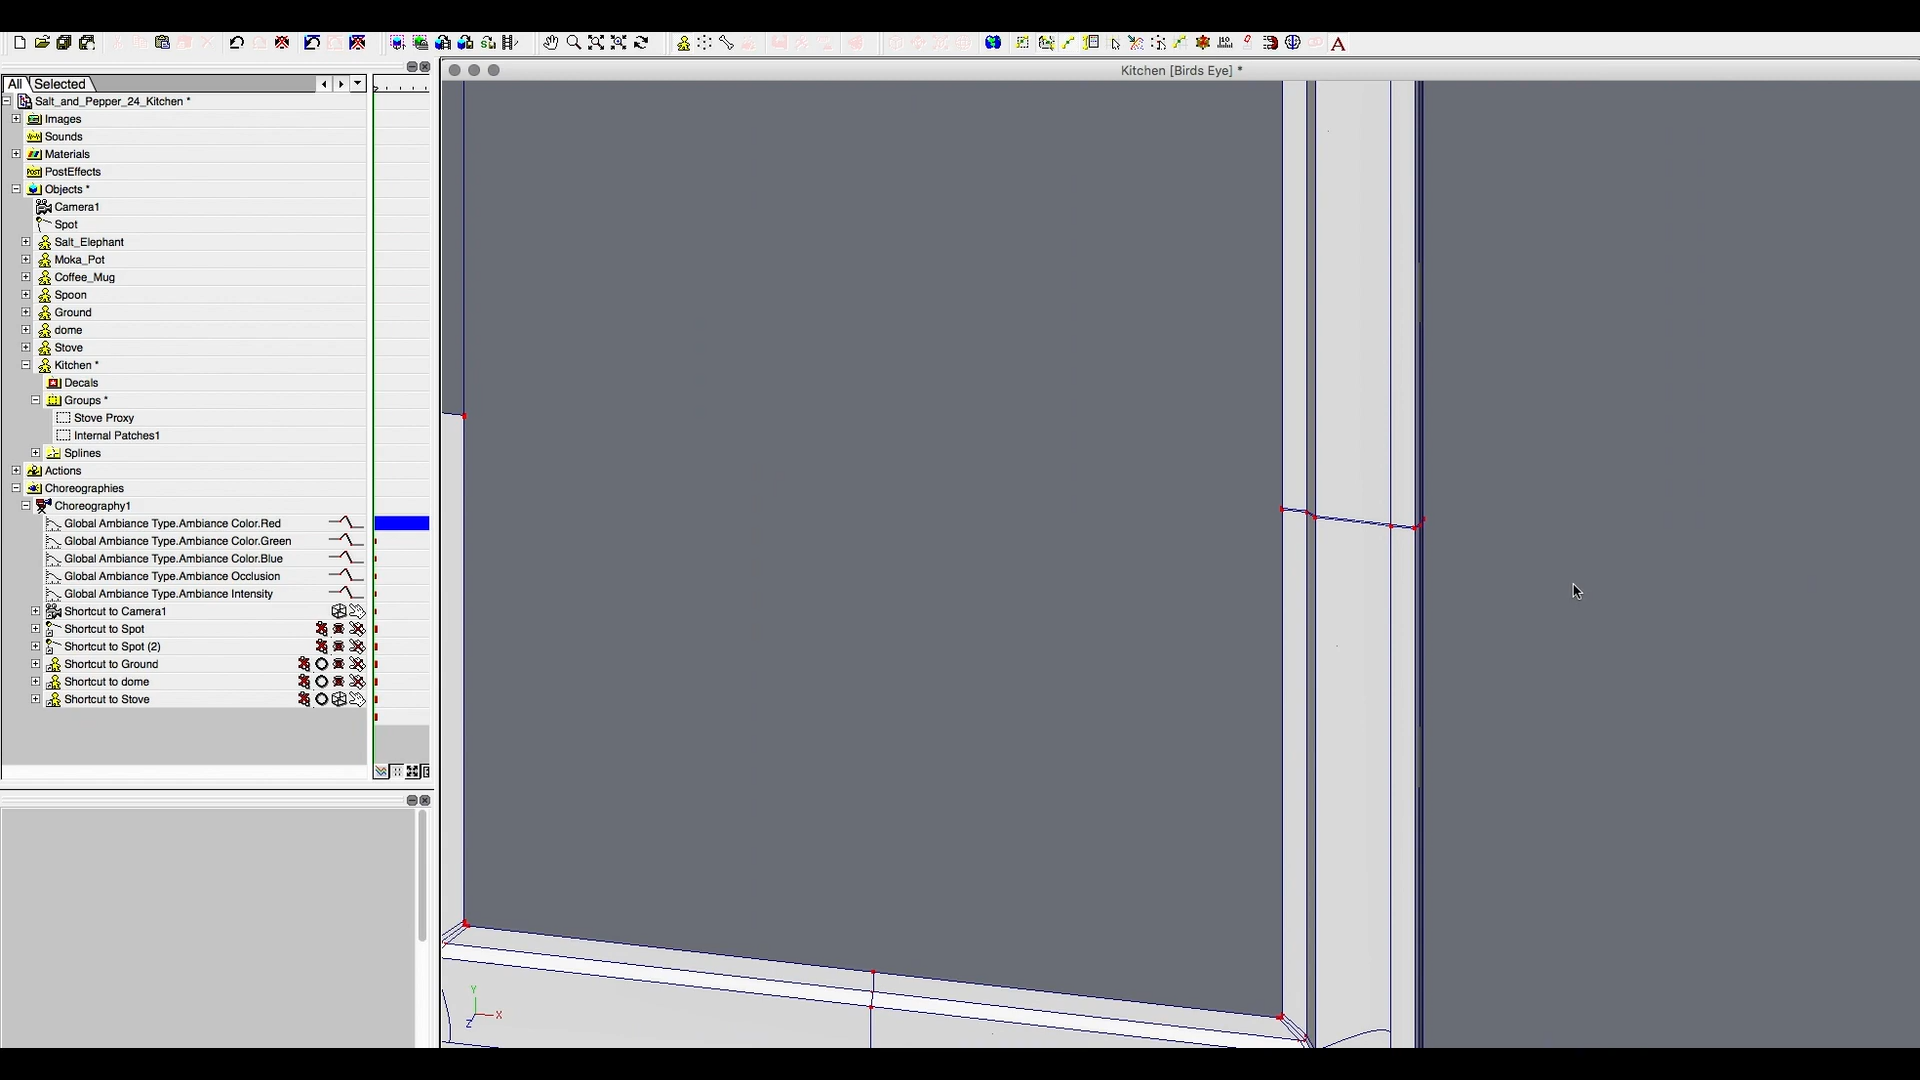 Kitchen [Birds Eye] *
All Selected
Salt_and_Pepper_24_Kitchen *
Images
Sounds
Materials
PostEffects
Objects *
Camera1
Spot
Salt_Elephant
Moka_Pot
Coffee_Mug
Spoon
Ground
dome
Stove
Kitchen *
Decals
Groups *
Stove Proxy
Internal Patches1
Splines
Actions
Choreographies
Choreography1
Global Ambiance Type.Ambiance Color.Red
Global Ambiance Type.Ambiance Color.Green
Global Ambiance Type.Ambiance Color.Blue
Global Ambiance Type.Ambiance Occlusion
Global Ambiance Type.Ambiance Intensity
Shortcut to Camera1
Shortcut to Spot
Shortcut to Spot (2)
Shortcut to Ground
Shortcut to dome
Shortcut to Stove
Y
X
Z